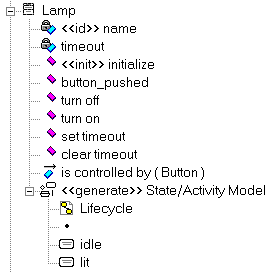 Lamp
<<id>> name
timeout
<<init>> initialize
button_pushed
turn off
turn on
set timeout
clear timeout
is controlled by ( Button )
<<generate>> State/Activity Model
Lifecycle
idle
lit